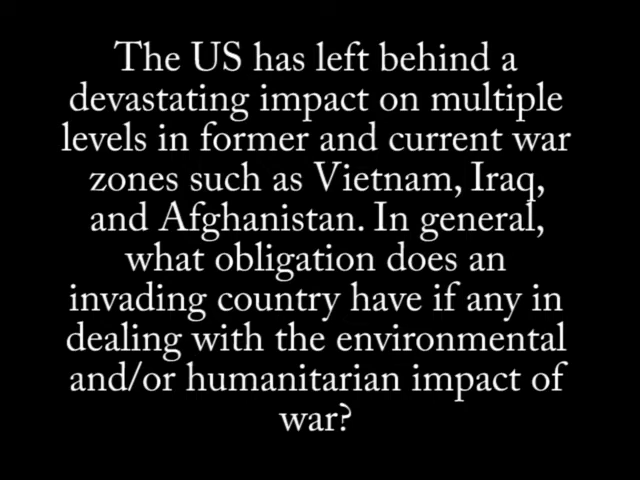 The US has left behind a
devastating impact on multiple
levels in former and current war
zones such as Vietnam, Iraq,
and Afghanistan. In general,
what obligation does an
invading country have if any in
dealing with the environmental
and/or humanitarian impact of
war?